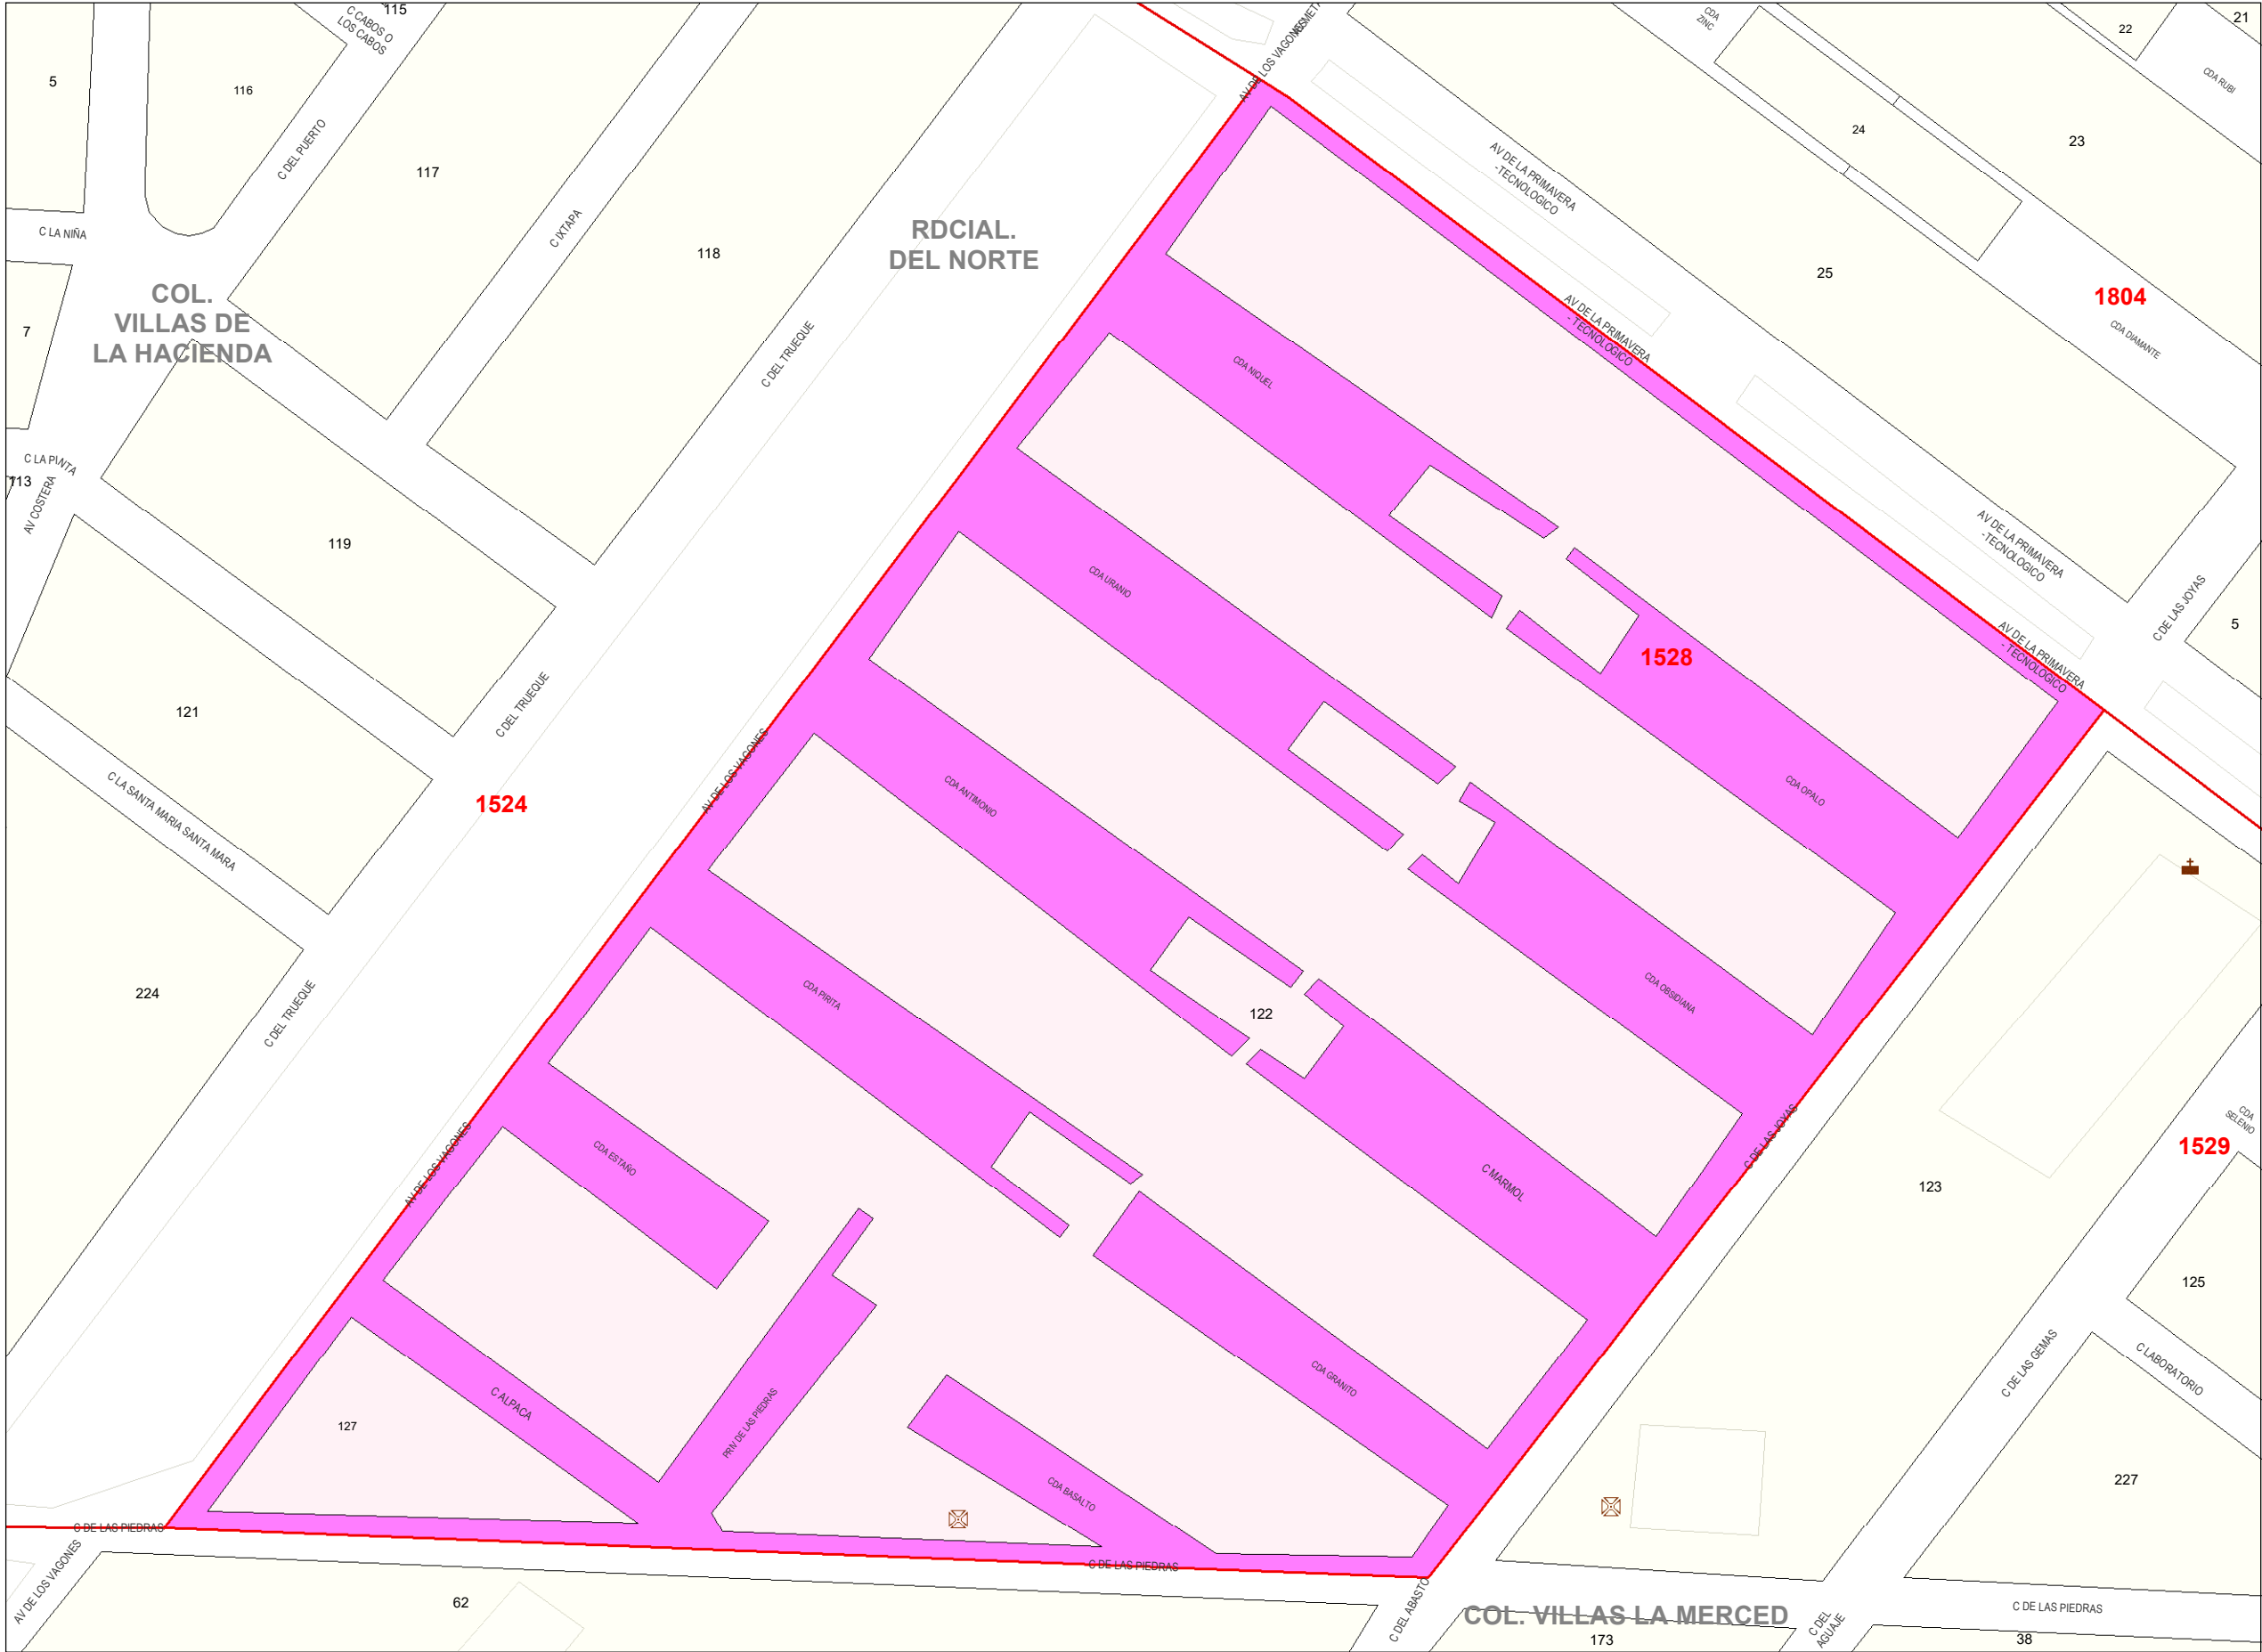 115
C CABOS O
LOS CABOS
5
116
C DEL PUERTO
117
C LA NIÑA
C IXTAPA
118
RDCIAL.
DEL NORTE
COL.
VILLAS DE
LA HACIENDA
7
C DEL TRUEQUE
C LA PINTA
113
AV COSTERA
119
121
C DEL TRUEQUE
C LA SANTA MARIA SANTA MARA
1524
224
C DEL TRUEQUE
AV DE LOS VAGONES
CDA
ZINC
22
21
CDA RUBI
24
23
AV DE LA PRIMAVERA
-TECNOLOGICO
25
1804
CDA DIAMANTE
AV DE LA PRIMAVERA
- TECNOLOGICO
CDA NIQUEL
AV DE LA PRIMAVERA
-TECNOLOGICO
C DE LAS JOYAS
5
AV DE LA PRIMAVERA
- TECNOLOGICO
CDA URANIO
1528
AV DE LOS VAGONES
CDA ANTIMONIO
CDA OPALO
CDA PIRITA
122
CDA OBSIDIANA
AV DE LOS VAGONES
CDA ESTAÑO
C MARMOL
C DE LAS JOYAS
CDA
SELENIO
1529
123
125
C DE LAS GEMAS
C LABORATORIO
227
127
C ALPACA
PRIV DE LAS PIEDRAS
CDA GRANITO
CDA BASALTO
C DE LAS PIEDRAS
C DE LAS PIEDRAS
AV DE LOS VAGONES
62
C DEL ABASTO
COL. VILLAS LA MERCED
173
C DEL
AGUAJE
C DE LAS PIEDRAS
38